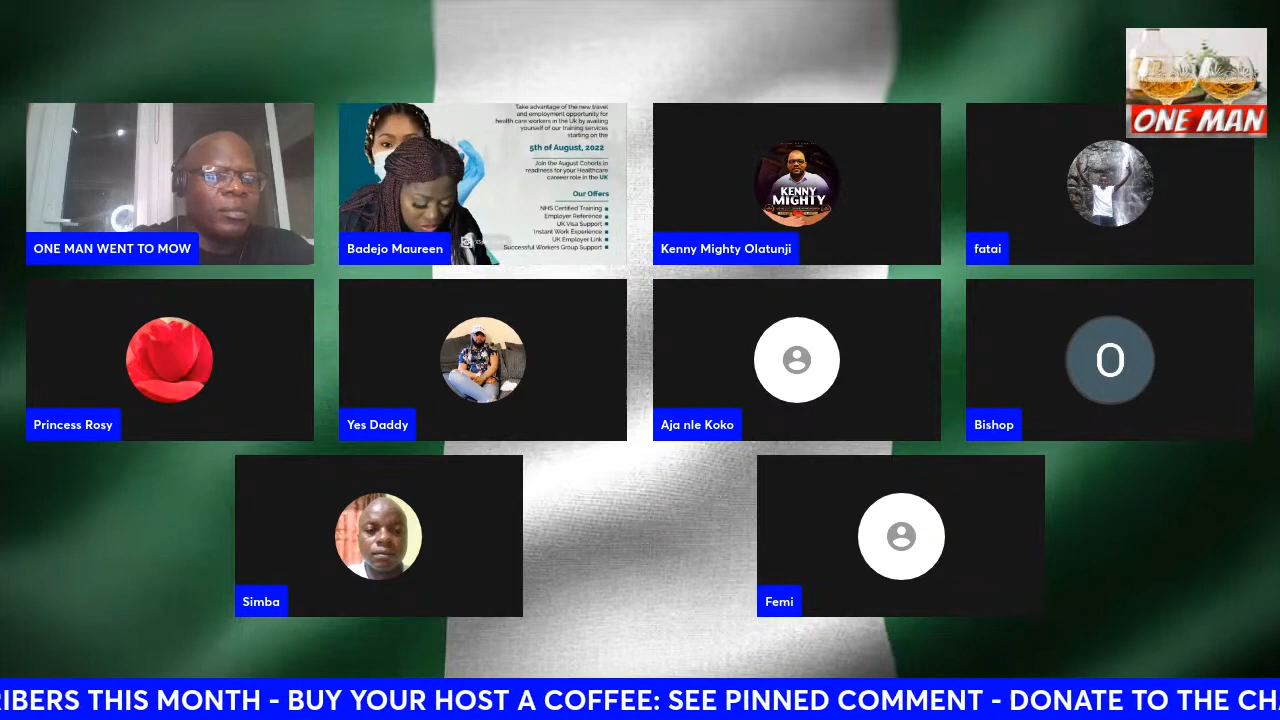 ONE MAN
ONE MAN WENT TO MOW
Take advantage of the new travel
and employment opportunity for
health care workers in the UK by availing
yourself of our training services
starting on the
5th of August, 2022
Join the August Cohorts in
readiness for your Healthcare
careeer role in the UK
Our Offers
NHS Certified Training
Employer Reference
UK Visa Support
Instant Work Experience
UK Employer Link
Successful Workers Group Support
Badejo Maureen
KENNY
MIGHTY
Kenny Mighty Olatunji
fatai
Princess Rosy
Yes Daddy
Aja nle Koko
O
Bishop
Simba
Femi
RIBERS THIS MONTH - BUY YOUR HOST A COFFEE: SEE PINNED COMMENT - DONATE TO THE CHA